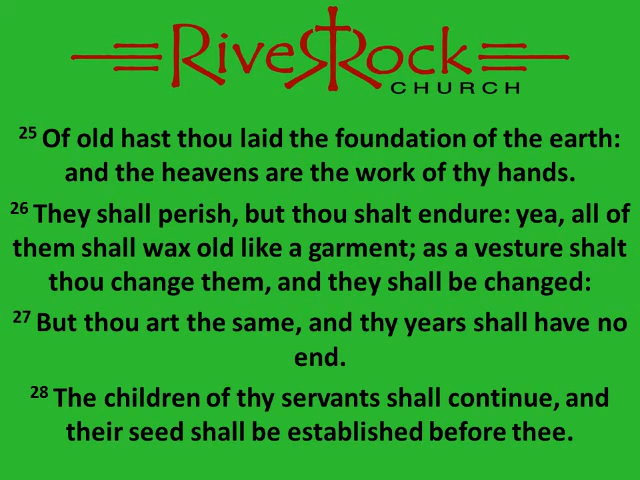 RiverRock
CHURCH
25 Of old hast thou laid the foundation of the earth:
and the heavens are the work of thy hands.
26 They shall perish, but thou shalt endure: yea, all of
them shall wax old like a garment; as a vesture shalt
thou change them, and they shall be changed:
27 But thou art the same, and thy years shall have no
end.
28 The children of thy servants shall continue, and
their seed shall be established before thee.